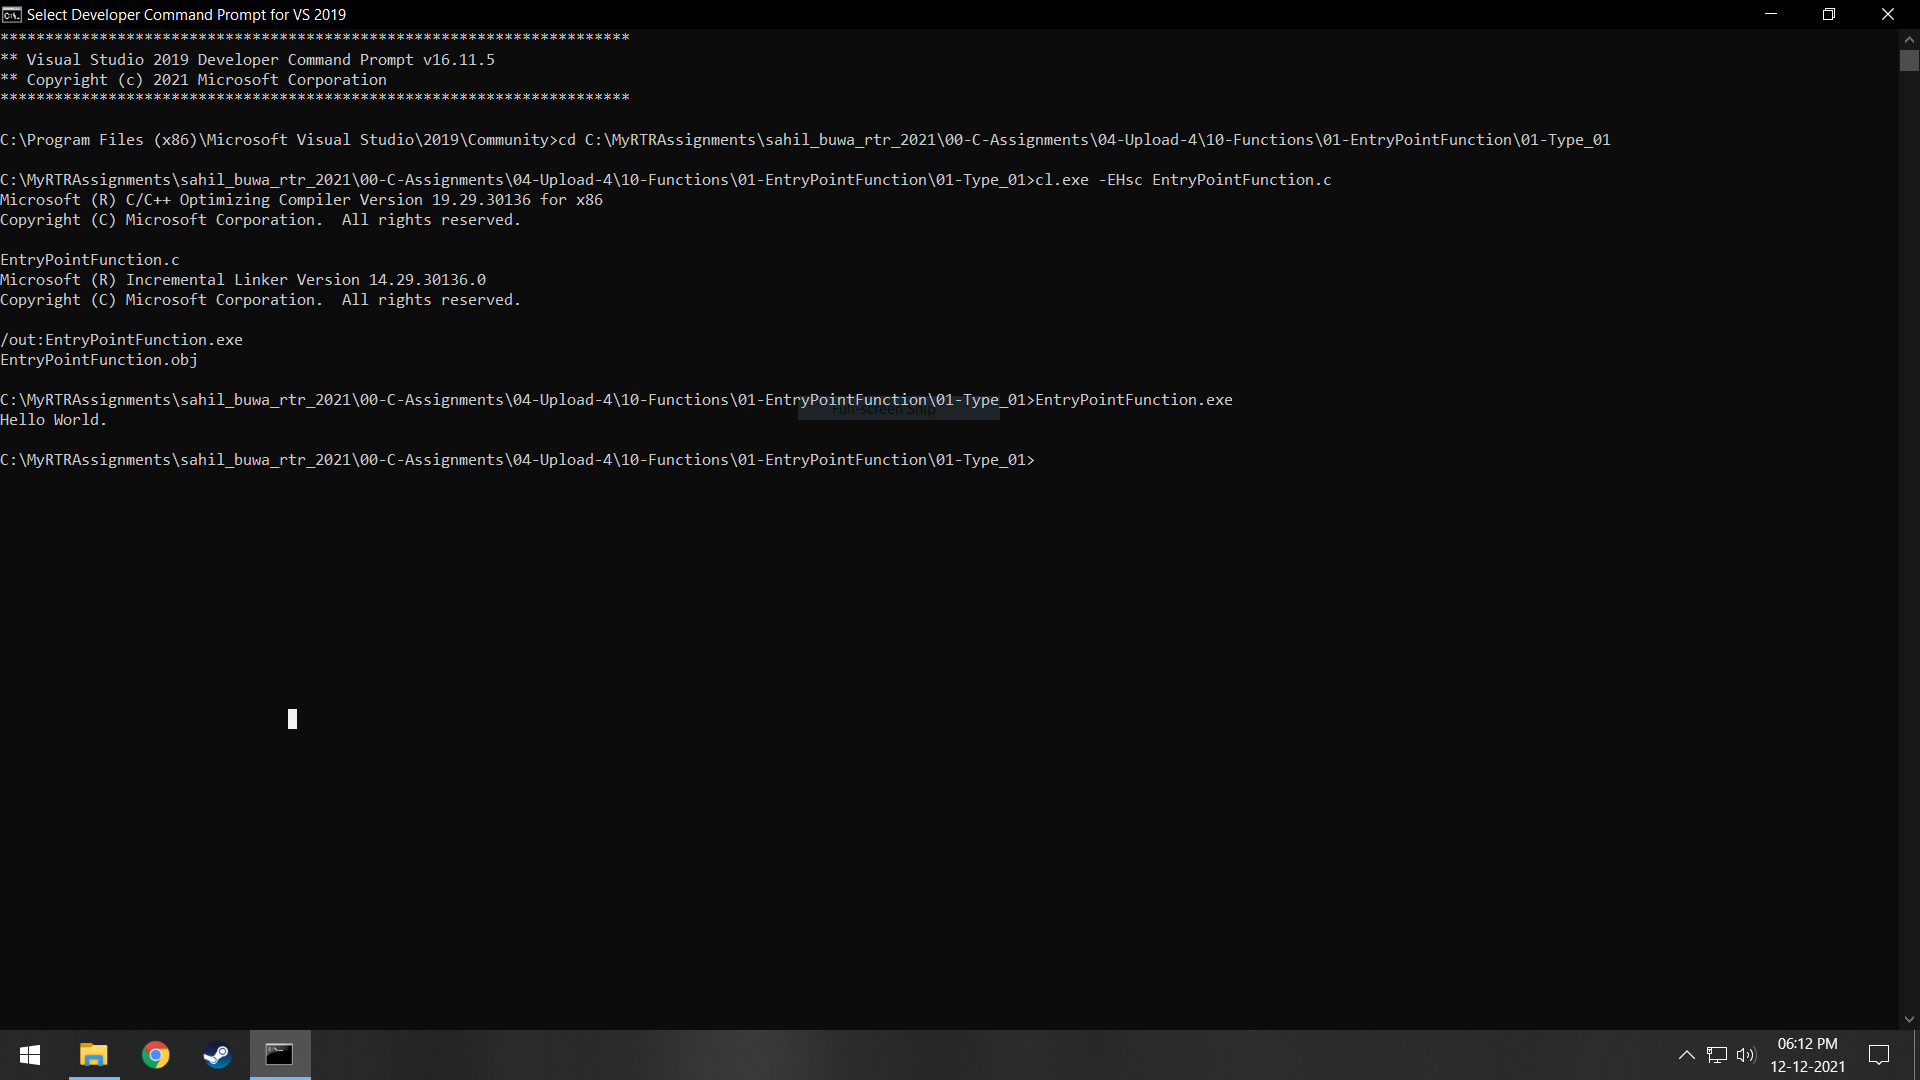 Select Developer Command Prompt for VS 2019
**********************************************************************
** Visual Studio 2019 Developer Command Prompt v16.11.5
** Copyright (c) 2021 Microsoft Corporation
**********************************************************************
C:\Program Files (x86)\Microsoft Visual Studio\2019\Community>cd C:\MyRTRAssignments\sahil_buwa_rtr_2021\00-C-Assignments\04-Upload-4\10-Functions\01-EntryPointFunction\01-Type_01
C:\MyRTRAssignments\sahil_buwa_rtr_2021\00-C-Assignments\04-Upload-4\10-Functions\01-EntryPointFunction\01-Type_01>cl.exe -EHsc EntryPointFunction.c
Microsoft (R) C/C++ Optimizing Compiler Version 19.29.30136 for x86
Copyright (C) Microsoft Corporation.  All rights reserved.
EntryPointFunction.c
Microsoft (R) Incremental Linker Version 14.29.30136.0
Copyright (C) Microsoft Corporation.  All rights reserved.
/out:EntryPointFunction.exe
EntryPointFunction.obj
C:\MyRTRAssignments\sahil_buwa_rtr_2021\00-C-Assignments\04-Upload-4\10-Functions\01-EntryPointFunction\01-Type_01>EntryPointFunction.exe
Full-screen Snip
Hello World.
C:\MyRTRAssignments\sahil_buwa_rtr_2021\00-C-Assignments\04-Upload-4\10-Functions\01-EntryPointFunction\01-Type_01>
06:12 PM
12-12-2021